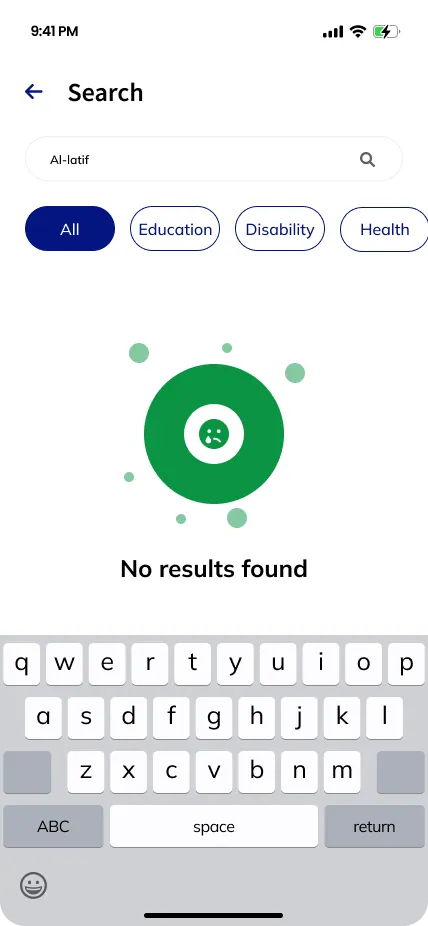 9:41 PM
Search
Al-latif
All Education Disability Health
No results found
q w e r t y u i o p
a s d f g h j k l
z x c v b n m
ABC space return